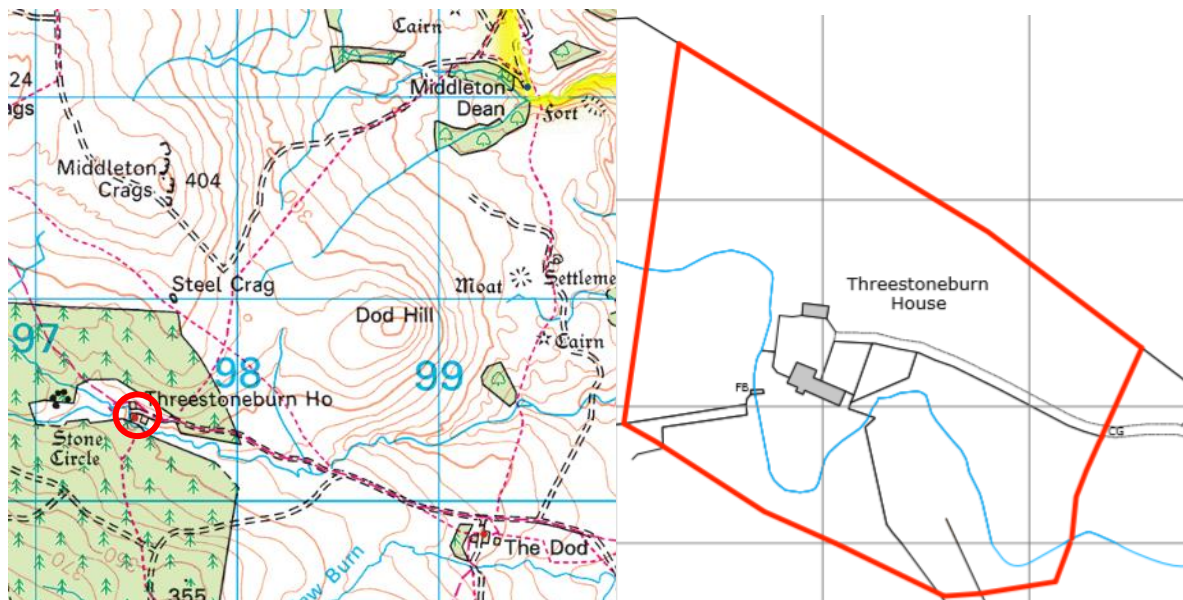 Cairn
24
ags
Middleton
Dean
Fort
Middleton
Crags
404
Steel Crag
Moat
Settleme
Dod Hill
97
Cairn
98
99
Threestoneburn Ho
Stone
Circle
The Dod
w Burn
355
Threestoneburn
House
FB
CG